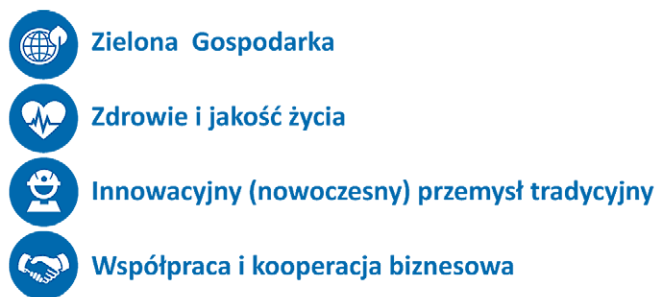 Zielona Gospodarka
Zdrowie i jakość życia
Innowacyjny (nowoczesny) przemysł tradycyjny
Współpraca i kooperacja biznesowa